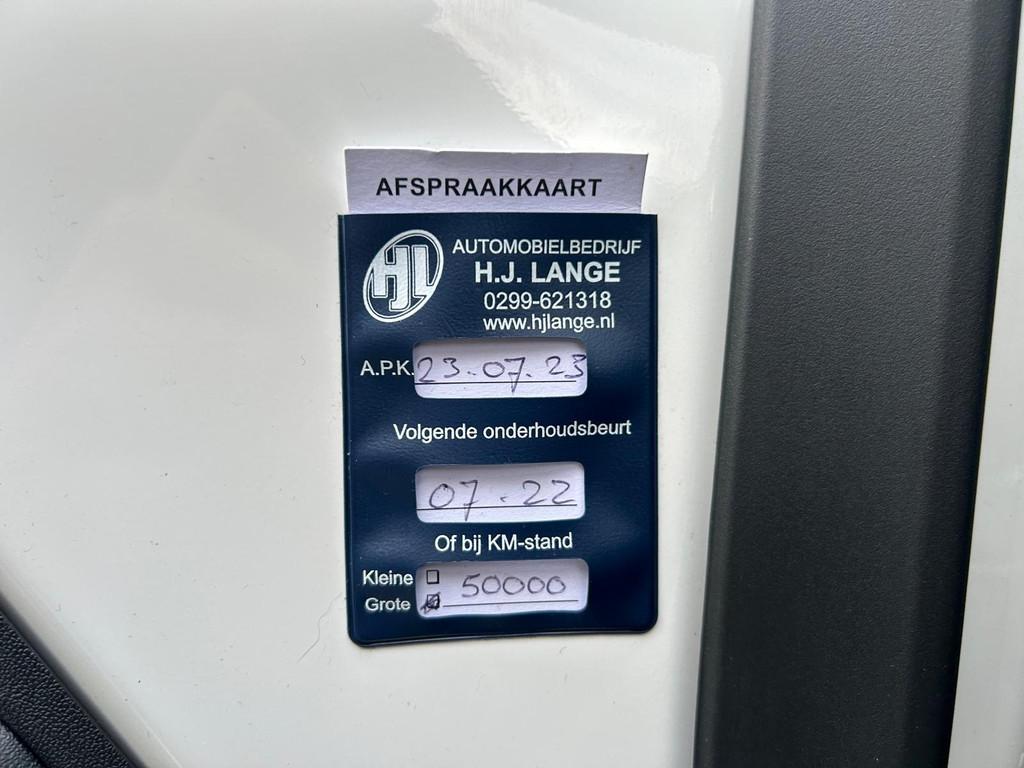 AFSPRAAKKAART
HJL
AUTOMOBIELBEDRIJF
H.J. LANGE
0299-621318
www.hjlange.nl
A.P.K. 23.07.23
Volgende onderhoudsbeurt
07.22
Of bij KM-stand
Kleine 50000
Grote